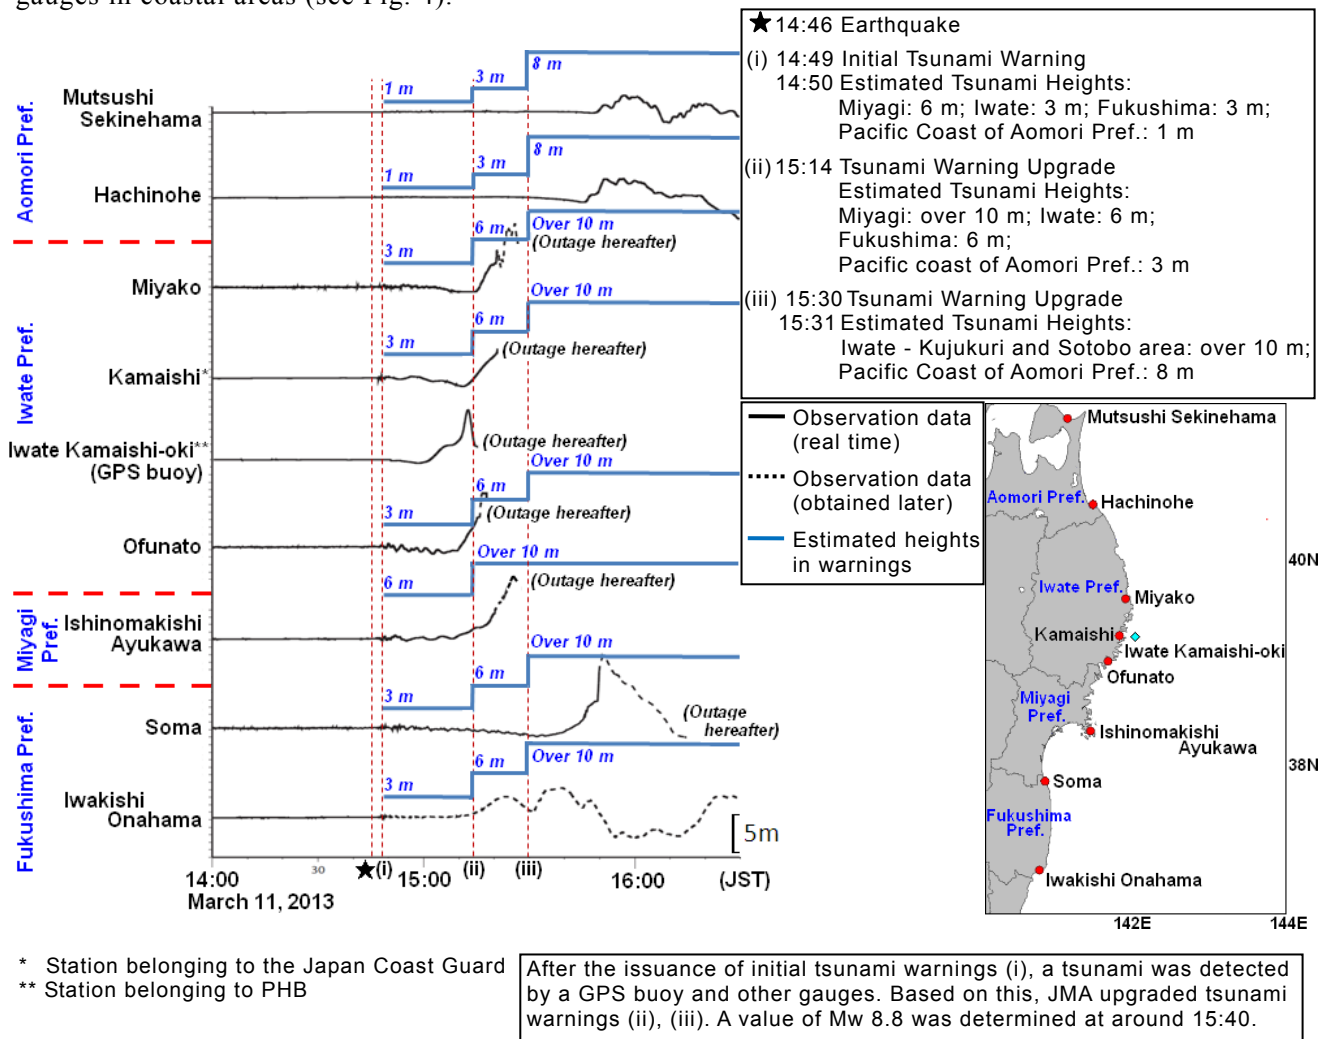 gauges in coastal areas (see Fig. 4).
★ 14:46 Earthquake
(i) 14:49 Initial Tsunami Warning
14:50 Estimated Tsunami Heights:
Miyagi: 6 m; Iwate: 3 m; Fukushima: 3 m;
Pacific Coast of Aomori Pref.: 1 m
(ii) 15:14 Tsunami Warning Upgrade
Estimated Tsunami Heights:
Miyagi: over 10 m; Iwate: 6 m;
Fukushima: 6 m;
Pacific coast of Aomori Pref.: 3 m
(iii) 15:30 Tsunami Warning Upgrade
15:31 Estimated Tsunami Heights:
Iwate - Kujukuri and Sotobo area: over 10 m;
Pacific Coast of Aomori Pref.: 8 m
Aomori Pref.
Mutsushi
Sekinehama
1 m
3 m
8 m
Hachinohe
1 m
3 m
8 m
Iwate Pref.
Miyako
3 m
6 m
Over 10 m
(Outage hereafter)
Kamaishi*
3 m
6 m
Over 10 m
(Outage hereafter)
Iwate Kamaishi-oki**
(GPS buoy)
(Outage hereafter)
Ofunato
3 m
6 m
Over 10 m
(Outage hereafter)
Miyagi
Pref.
Ishinomakishi
Ayukawa
6 m
Over 10 m
(Outage hereafter)
Fukushima Pref.
Soma
3 m
6 m
Over 10 m
(Outage
hereafter)
Iwakishi
Onahama
3 m
6 m
Over 10 m
5m
30
★ (i) (ii) (iii)
14:00 15:00 16:00 (JST)
March 11, 2013
Observation data
(real time)
Observation data
(obtained later)
Estimated heights
in warnings
Mutsushi Sekinehama
Aomori Pref.
Hachinohe
40N
Iwate Pref.
Miyako
Kamaishi
Iwate Kamaishi-oki
Ofunato
Miyagi
Pref.
Ishinomakishi
Ayukawa
38N
Soma
Fukushima
Pref.
Iwakishi Onahama
142E 144E
* Station belonging to the Japan Coast Guard
** Station belonging to PHB
After the issuance of initial tsunami warnings (i), a tsunami was detected
by a GPS buoy and other gauges. Based on this, JMA upgraded tsunami
warnings (ii), (iii). A value of Mw 8.8 was determined at around 15:40.